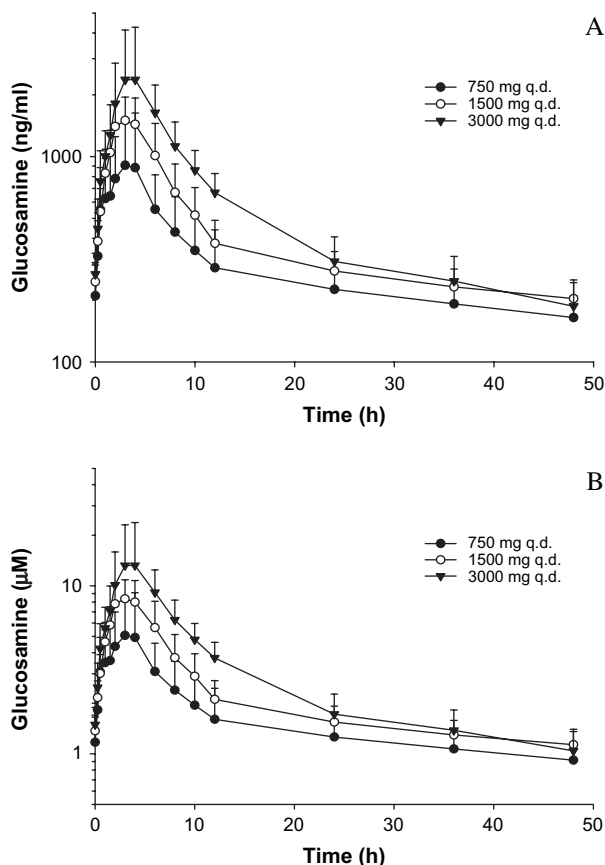 A
Glucosamine (ng/ml)
1000
100
750 mg q.d.
1500 mg q.d.
3000 mg q.d.
0 10 20 30 40 50
Time (h)
B
Glucosamine (μM)
10
1
750 mg q.d.
1500 mg q.d.
3000 mg q.d.
0 10 20 30 40 50
Time (h)